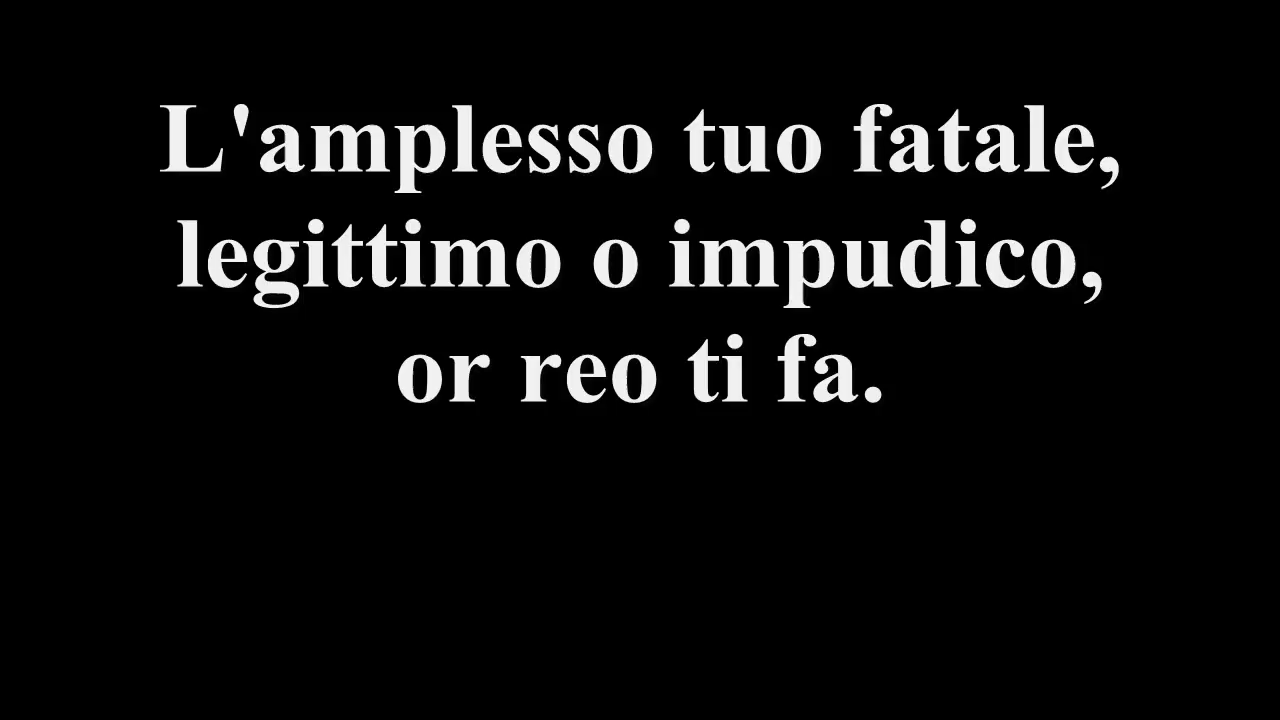 L'amplesso tuo fatale,
legittimo o impudico,
or reo ti fa.